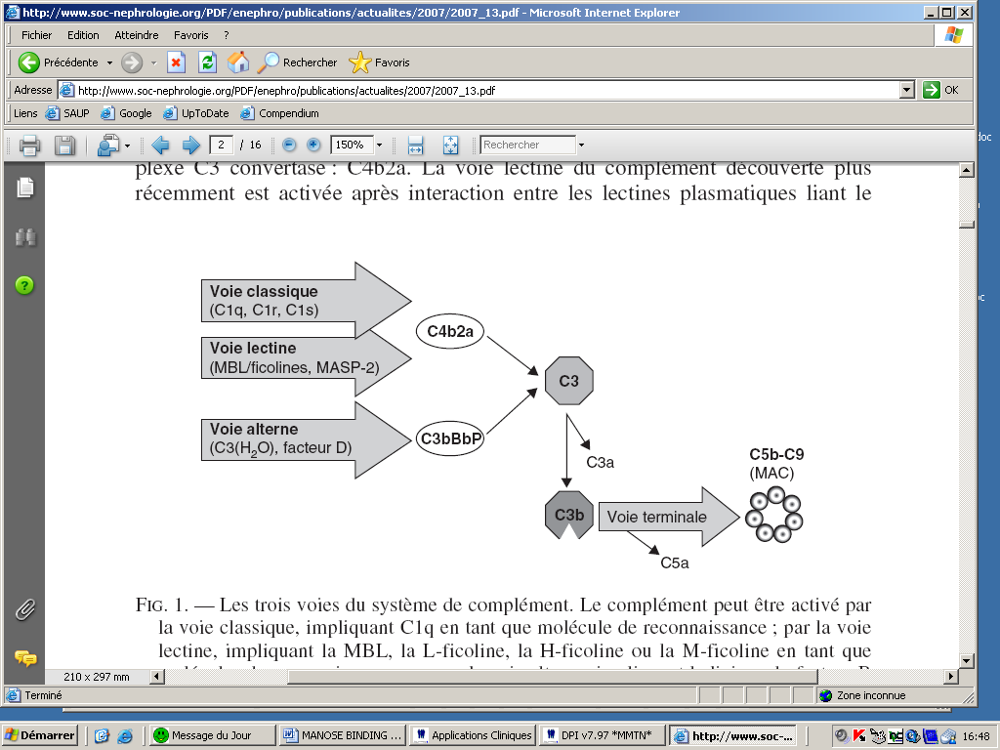 http://www.soc-nephrologie.org/PDF/enephro/publications/actualites/2007/2007_13.pdf - Microsoft Internet Explorer
Fichier Edition Atteindre Favoris ?
Précédente Rechercher Favoris
Adresse http://www.soc-nephrologie.org/PDF/enephro/publications/actualites/2007/2007_13.pdf OK
Liens SAUP Google UpToDate Compendium
2 / 16 150% Rechercher
plexe C3 convertase : C4b2a. La voie lectine du complément découverte plus
récemment est activée après interaction entre les lectines plasmatiques liant le
Voie classique
(C1q, C1r, C1s)
C4b2a
Voie lectine
(MBL/ficolines, MASP-2)
C3
Voie alterne
(C3(H2O), facteur D)
C3bBbP
C3a
C5b-C9
(MAC)
C3b
Voie terminale
C5a
FIG. 1. — Les trois voies du système de complément. Le complément peut être activé par
la voie classique, impliquant C1q en tant que molécule de reconnaissance ; par la voie
lectine, impliquant la MBL, la L-ficoline, la H-ficoline ou la M-ficoline en tant que
210 x 297 mm
Terminé Zone inconnue
Démarrer Message du Jour MANOSE BINDING ... Applications Cliniques DPI v7.97 *MMTN* http://www.soc-... 16:48